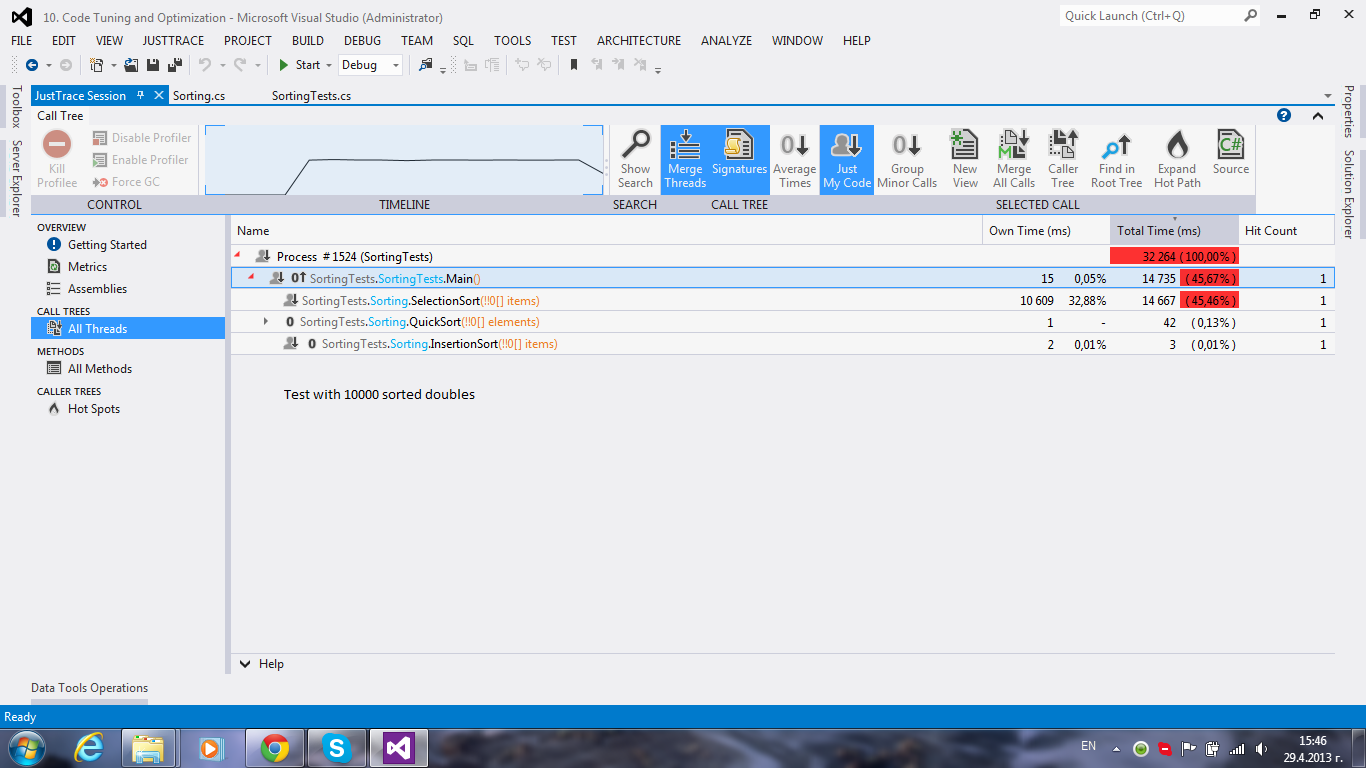 10. Code Tuning and Optimization - Microsoft Visual Studio (Administrator)
Quick Launch (Ctrl+Q)
FILE EDIT VIEW JUSTTRACE PROJECT BUILD DEBUG TEAM SQL TOOLS TEST ARCHITECTURE ANALYZE WINDOW HELP
Start Debug
Toolbox
Server Explorer
Properties
Solution Explorer
JustTrace Session Sorting.cs SortingTests.cs
Call Tree
Kill Profilee
Disable Profiler
Enable Profiler
Force GC
Show Search
Merge Threads
Signatures
Average Times
Just My Code
Group Minor Calls
New View
Merge All Calls
Caller Tree
Find in Root Tree
Expand Hot Path
Source
CONTROL TIMELINE SEARCH CALL TREE SELECTED CALL
OVERVIEW
Getting Started
Metrics
Assemblies
CALL TREES
All Threads
METHODS
All Methods
CALLER TREES
Hot Spots
Name Own Time (ms) Total Time (ms) Hit Count
Process #1524 (SortingTests) 32 264 (100,00%)
SortingTests.SortingTests.Main() 15 0,05% 14 735 (45,67%) 1
SortingTests.Sorting.SelectionSort(!!0[] items) 10 609 32,88% 14 667 (45,46%) 1
SortingTests.Sorting.QuickSort(!!0[] elements) 1 - 42 (0,13%) 1
SortingTests.Sorting.InsertionSort(!!0[] items) 2 0,01% 3 (0,01%) 1
Test with 10000 sorted doubles
Help
Data Tools Operations
Ready
EN
15:46
29.4.2013 г.